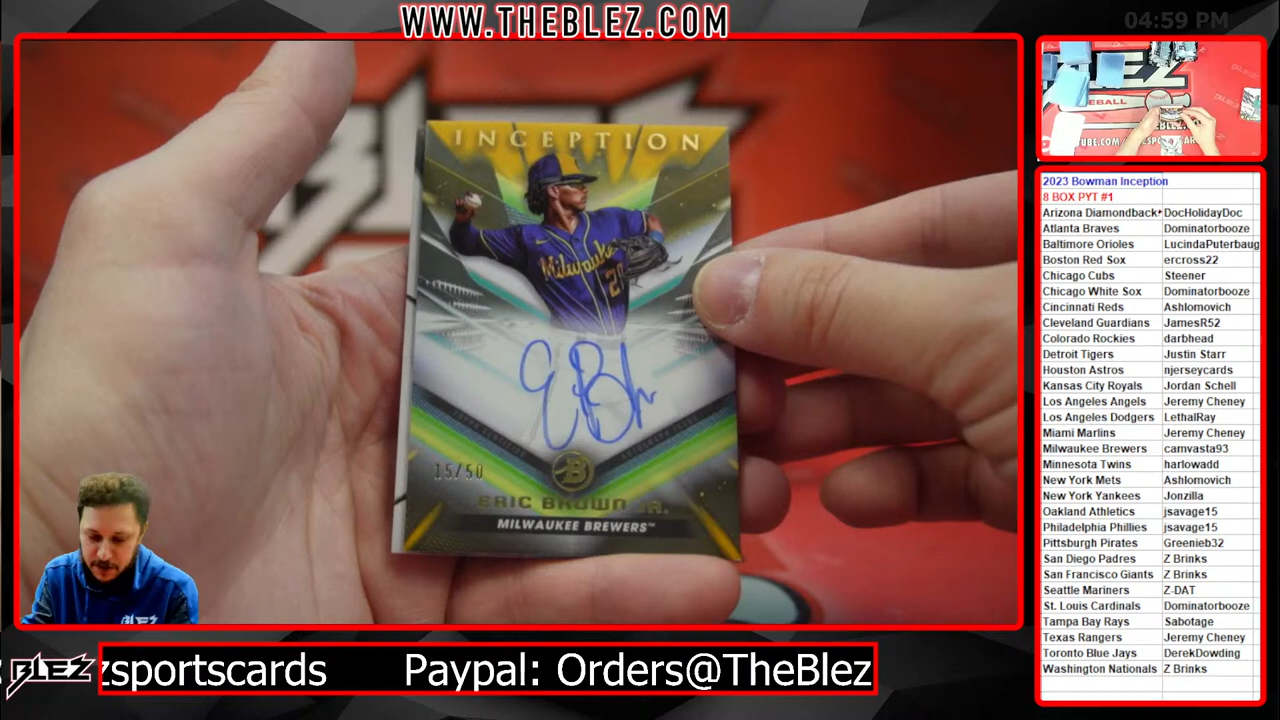 WWW.THEBLEZ.COM
04:59 PM
INCEPTION
Milwaukee
15/50
B
ERIC BROWN JR.
MILWAUKEE BREWERS™
BLEZ
zsportscards
Paypal: Orders@TheBlez
2023 Bowman Inception
8 BOX PYT #1
Arizona Diamondback DocHolidayDoc
Atlanta Braves Dominatorbooze
Baltimore Orioles LucindaPuterbaug
Boston Red Sox ercross22
Chicago Cubs Steener
Chicago White Sox Dominatorbooze
Cincinnati Reds Ashlomovich
Cleveland Guardians JamesR52
Colorado Rockies darbhead
Detroit Tigers Justin Starr
Houston Astros njerseycards
Kansas City Royals Jordan Schell
Los Angeles Angels Jeremy Cheney
Los Angeles Dodgers LethalRay
Miami Marlins Jeremy Cheney
Milwaukee Brewers camvasta93
Minnesota Twins harlowadd
New York Mets Ashlomovich
New York Yankees Jonzilla
Oakland Athletics jsavage15
Philadelphia Phillies jsavage15
Pittsburgh Pirates Greenieb32
San Diego Padres Z Brinks
San Francisco Giants Z Brinks
Seattle Mariners Z-DAT
St. Louis Cardinals Dominatorbooze
Tampa Bay Rays Sabotage
Texas Rangers Jeremy Cheney
Toronto Blue Jays DerekDowding
Washington Nationals Z Brinks